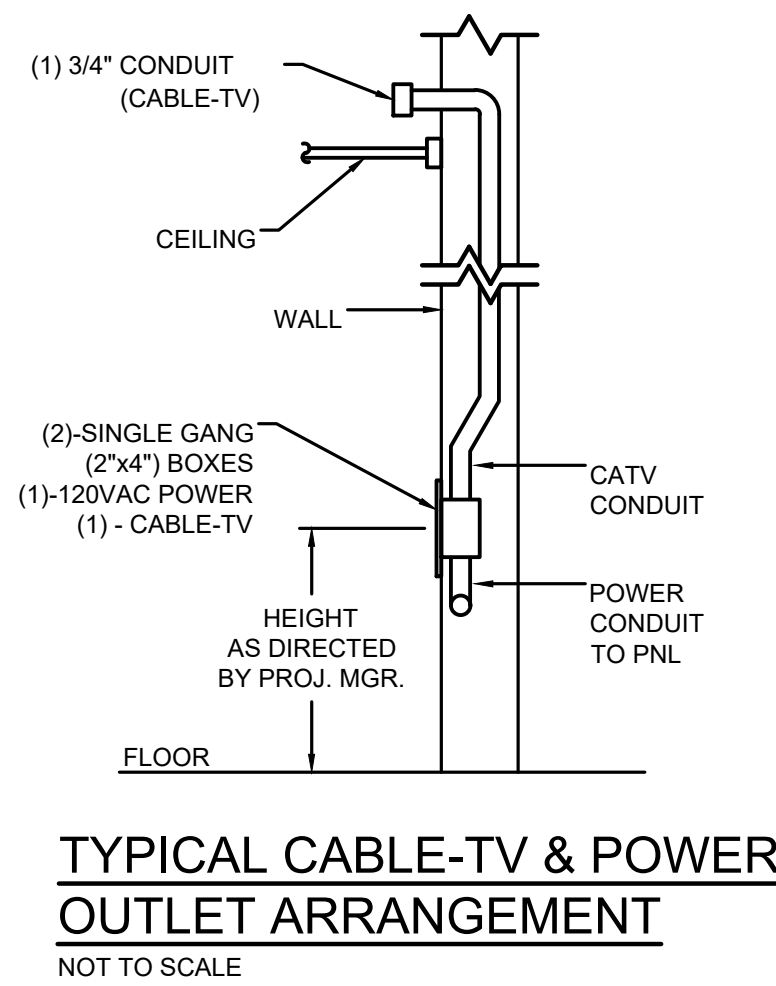 (1) 3/4" CONDUIT
(CABLE-TV)
CEILING
WALL
(2)-SINGLE GANG
(2"x4") BOXES
(1)-120VAC POWER
(1) - CABLE-TV
CATV
CONDUIT
POWER
CONDUIT
TO PNL
HEIGHT
AS DIRECTED
BY PROJ. MGR.
FLOOR
TYPICAL CABLE-TV & POWER
OUTLET ARRANGEMENT
NOT TO SCALE